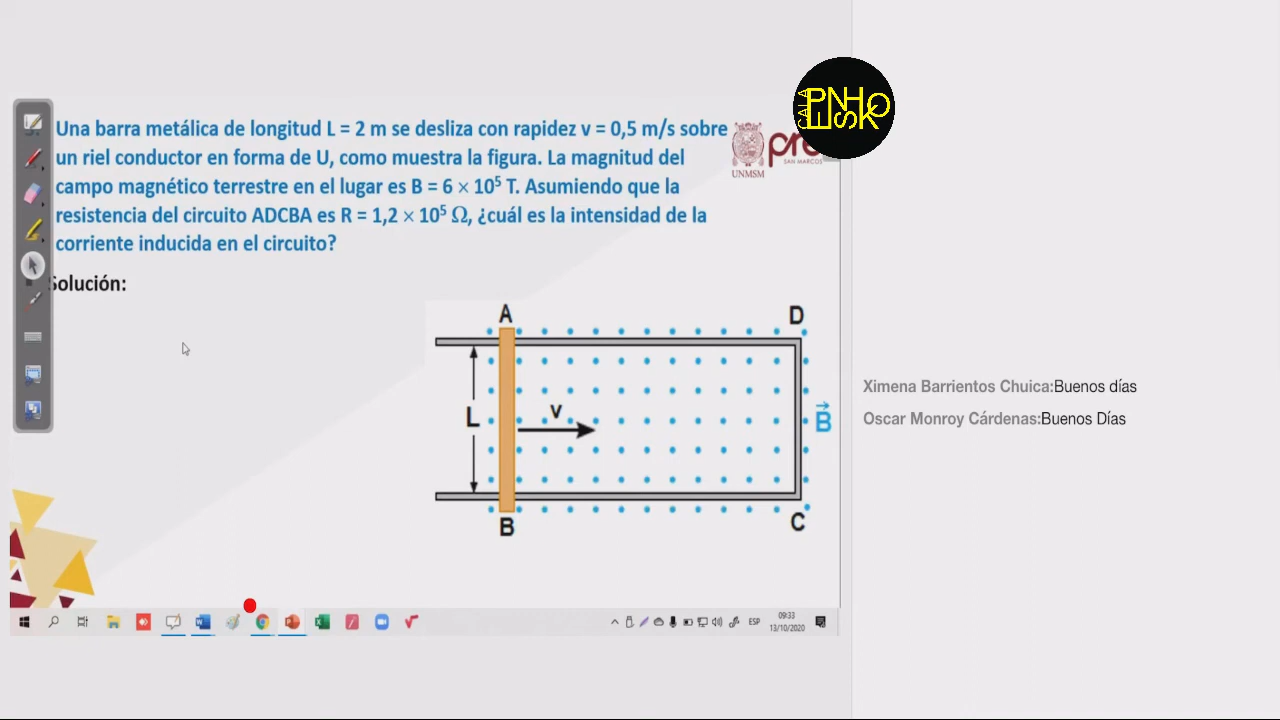 Una barra metálica de longitud L = 2 m se desliza con rapidez v = 0,5 m/s sobre
un riel conductor en forma de U, como muestra la figura. La magnitud del
campo magnético terrestre en el lugar es B = 6 × 10⁵ T. Asumiendo que la
resistencia del circuito ADCBA es R = 1,2 × 10⁵ Ω, ¿cuál es la intensidad de la
corriente inducida en el circuito?
Solución:
UNMSM
pre
SAN MARCOS
A
D
L
v
B
B
C
Ximena Barrientos Chuica:Buenos días
Oscar Monroy Cárdenas:Buenos Días
ESP
09:33
13/10/2020